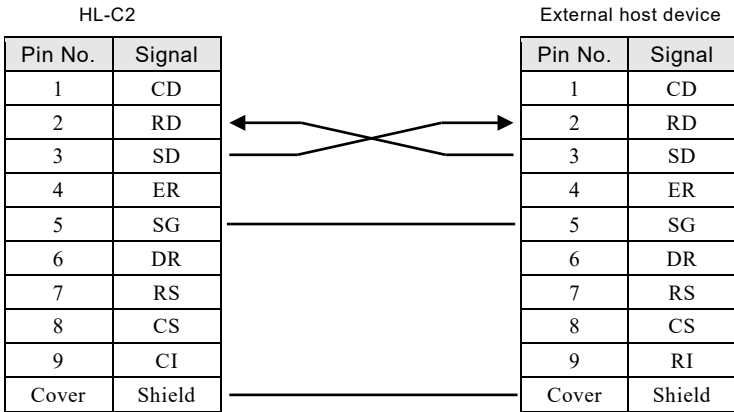 HL-C2 External host device
Pin No. Signal Pin No. Signal
1 CD 1 CD
2 RD 2 RD
3 SD 3 SD
4 ER 4 ER
5 SG 5 SG
6 DR 6 DR
7 RS 7 RS
8 CS 8 CS
9 CI 9 RI
Cover Shield Cover Shield